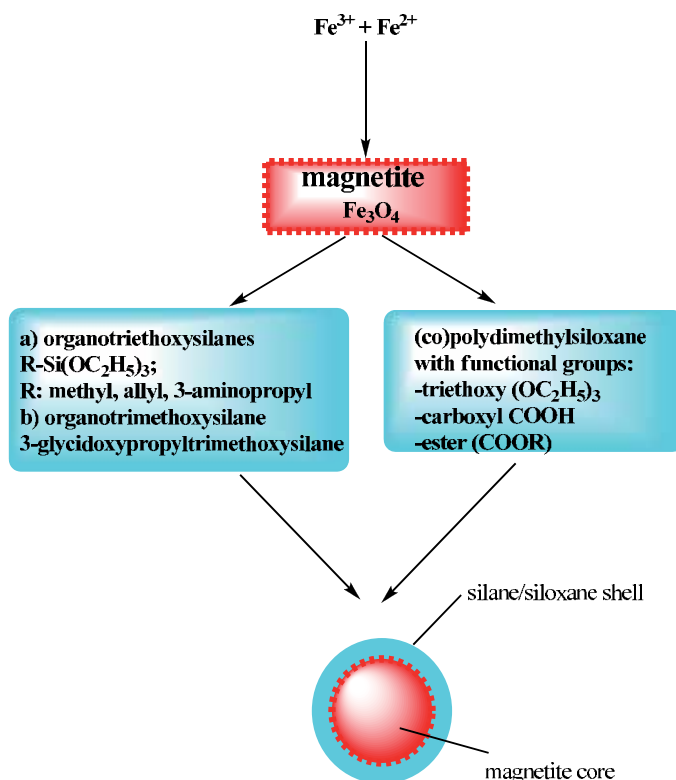 Fe³⁺ + Fe²⁺
magnetite
Fe₃O₄
a) organotriethoxysilanes
R-Si(OC₂H₅)₃;
R: methyl, allyl, 3-aminopropyl
b) organotrimethoxysilane
3-glycidoxypropyltrimethoxysilane
(co)polydimethylsiloxane
with functional groups:
-triethoxy (OC₂H₅)₃
-carboxyl COOH
-ester (COOR)
silane/siloxane shell
magnetite core